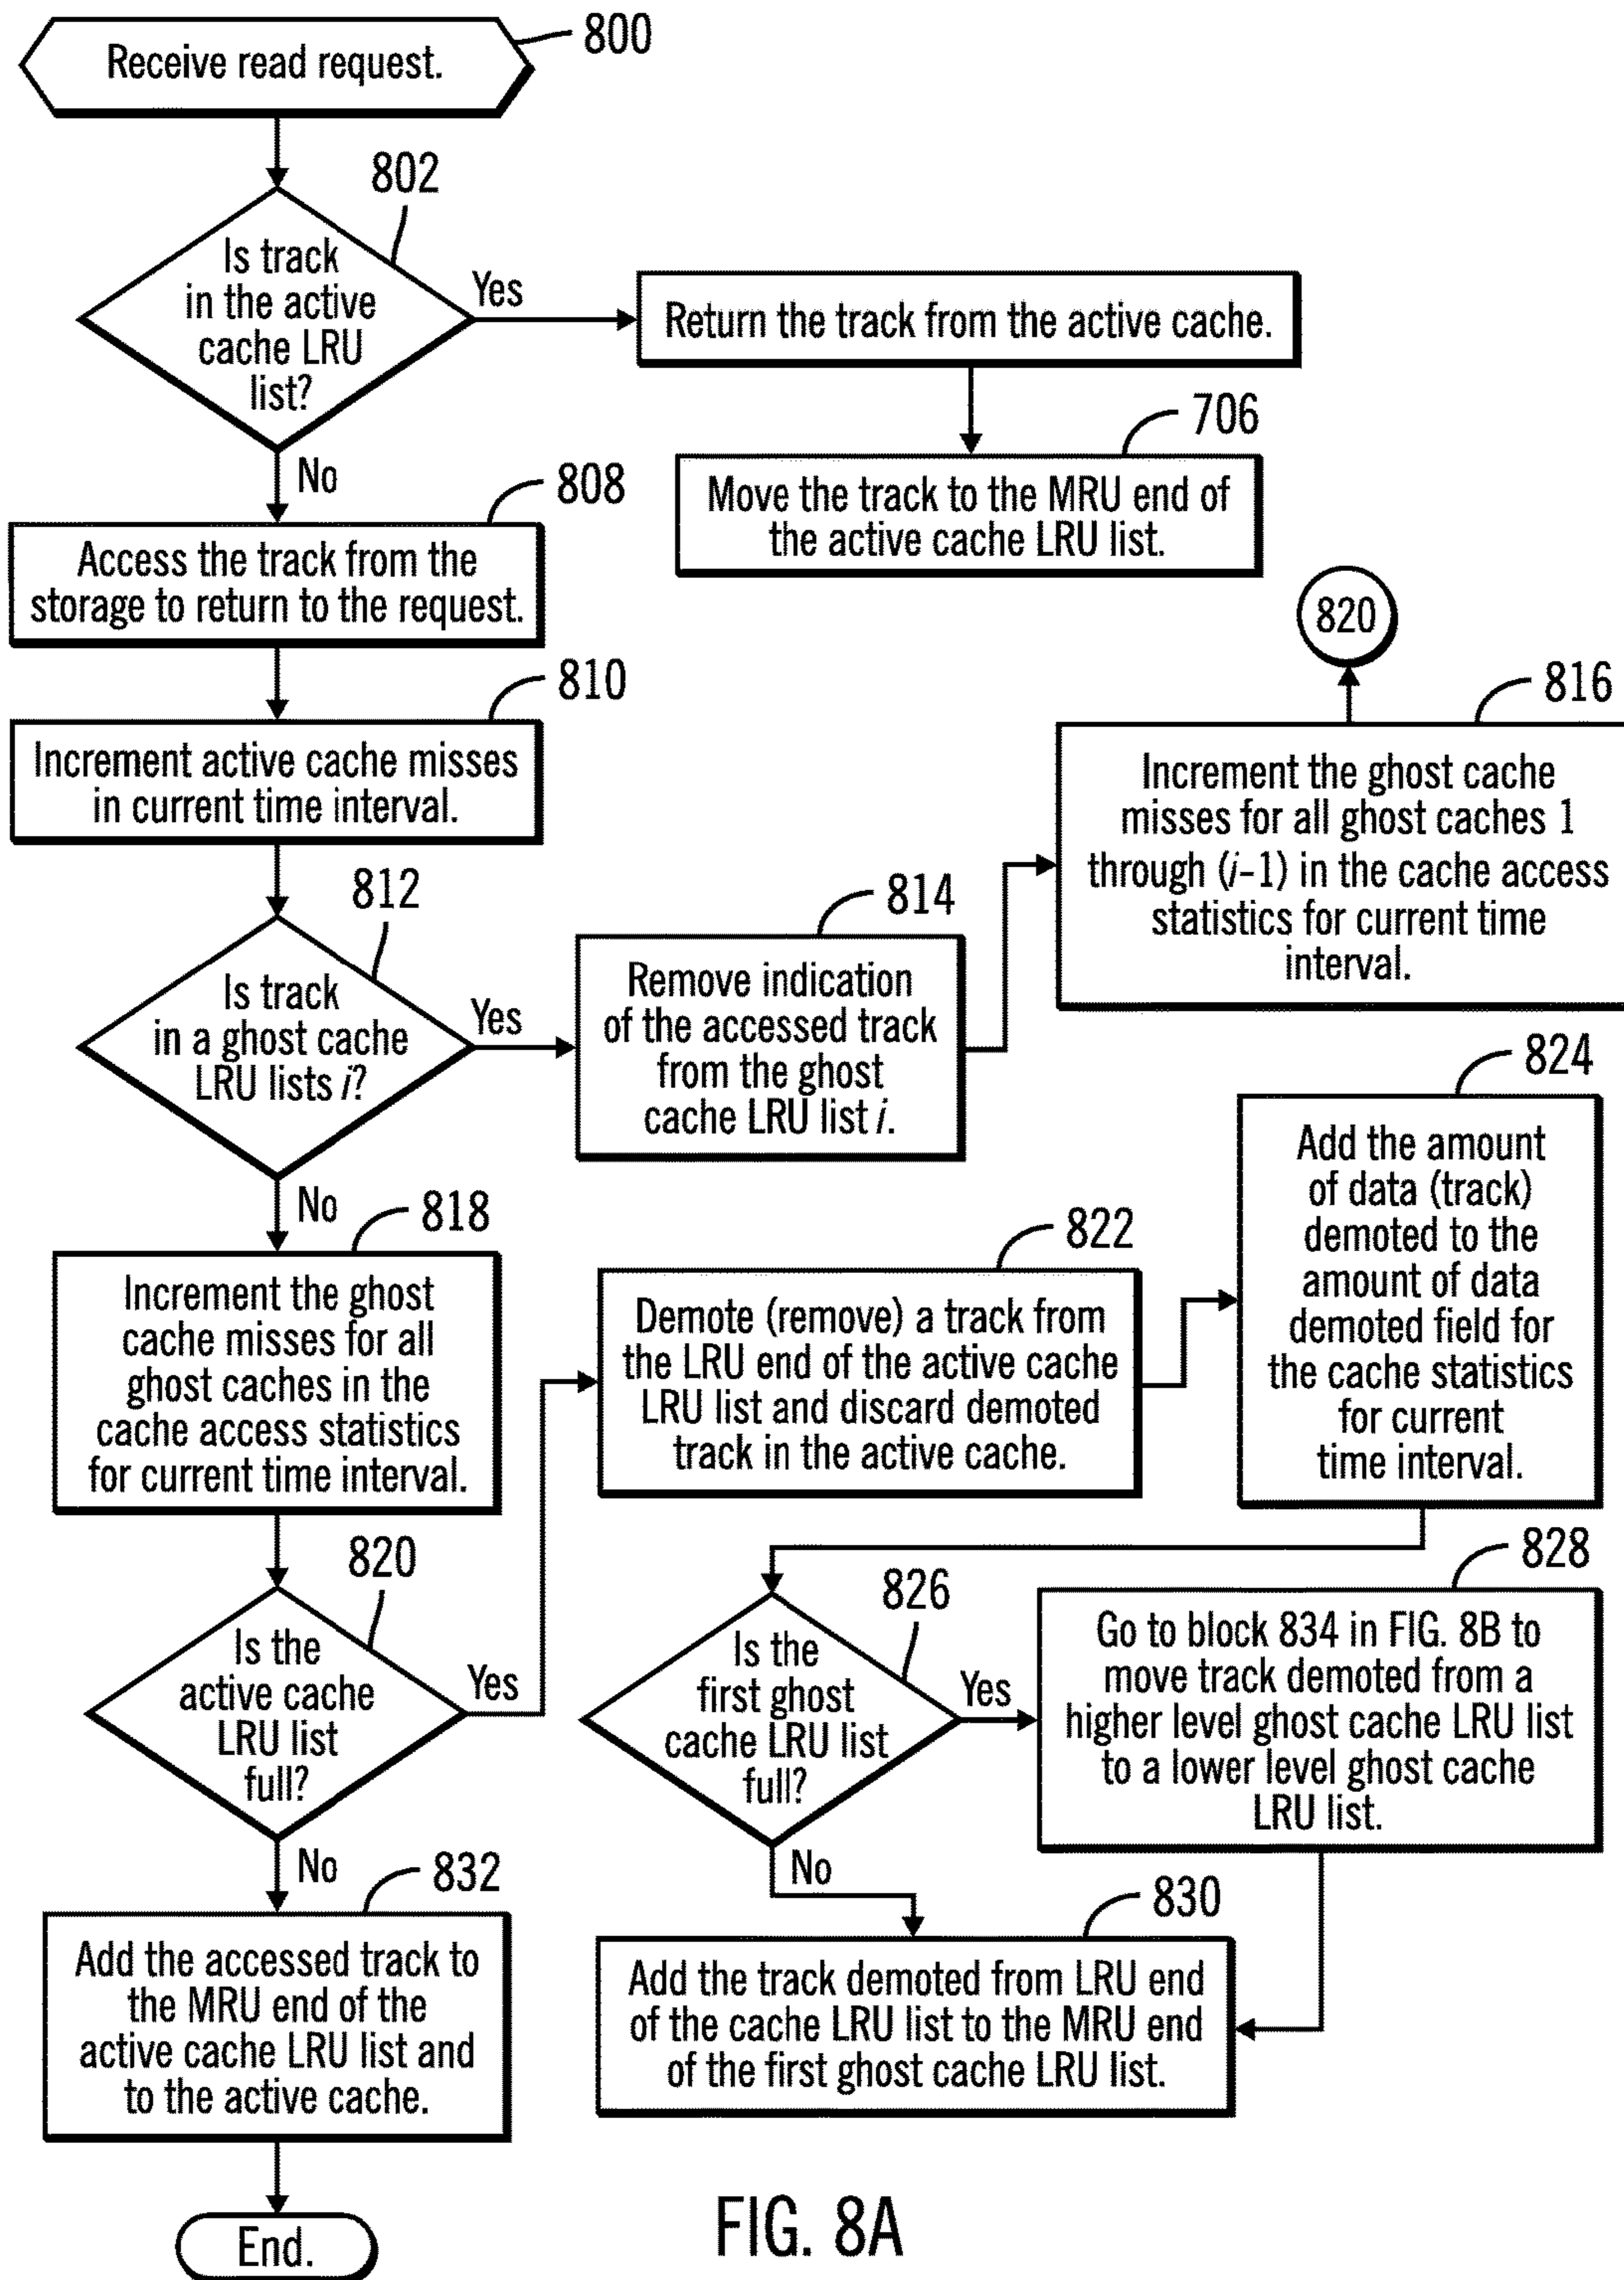 Receive read request.
800
802
Is track
in the active
cache LRU
list?
Yes
Return the track from the active cache.
706
Move the track to the MRU end of
the active cache LRU list.
No
808
Access the track from the
storage to return to the request.
810
Increment active cache misses
in current time interval.
812
Is track
in a ghost cache
LRU lists i?
Yes
814
Remove indication
of the accessed track
from the ghost
cache LRU list i.
820
816
Increment the ghost cache
misses for all ghost caches 1
through (i–1) in the cache access
statistics for current time
interval.
No
818
Increment the ghost
cache misses for all
ghost caches in the
cache access statistics
for current time interval.
820
Is the
active cache
LRU list
full?
Yes
822
Demote (remove) a track from
the LRU end of the active cache
LRU list and discard demoted
track in the active cache.
824
Add the amount
of data (track)
demoted to the
amount of data
demoted field for
the cache statistics
for current
time interval.
826
Is the
first ghost
cache LRU list
full?
Yes
828
Go to block 834 in FIG. 8B to
move track demoted from a
higher level ghost cache LRU list
to a lower level ghost cache
LRU list.
No
830
Add the track demoted from LRU end
of the cache LRU list to the MRU end
of the first ghost cache LRU list.
No
832
Add the accessed track to
the MRU end of the
active cache LRU list and
to the active cache.
End.
FIG. 8A